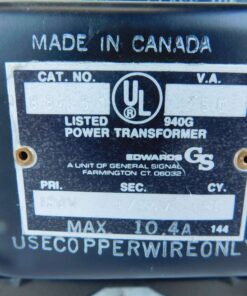 MADE IN CANADA
CAT. NO. V.A.
UL
LISTED 940G
POWER TRANSFORMER
EDWARDS GS
A UNIT OF GENERAL SIGNAL
FARMINGTON CT. 06032
PRI. SEC. CY.
MAX 10.4A 144
USECOPPERWIREONL